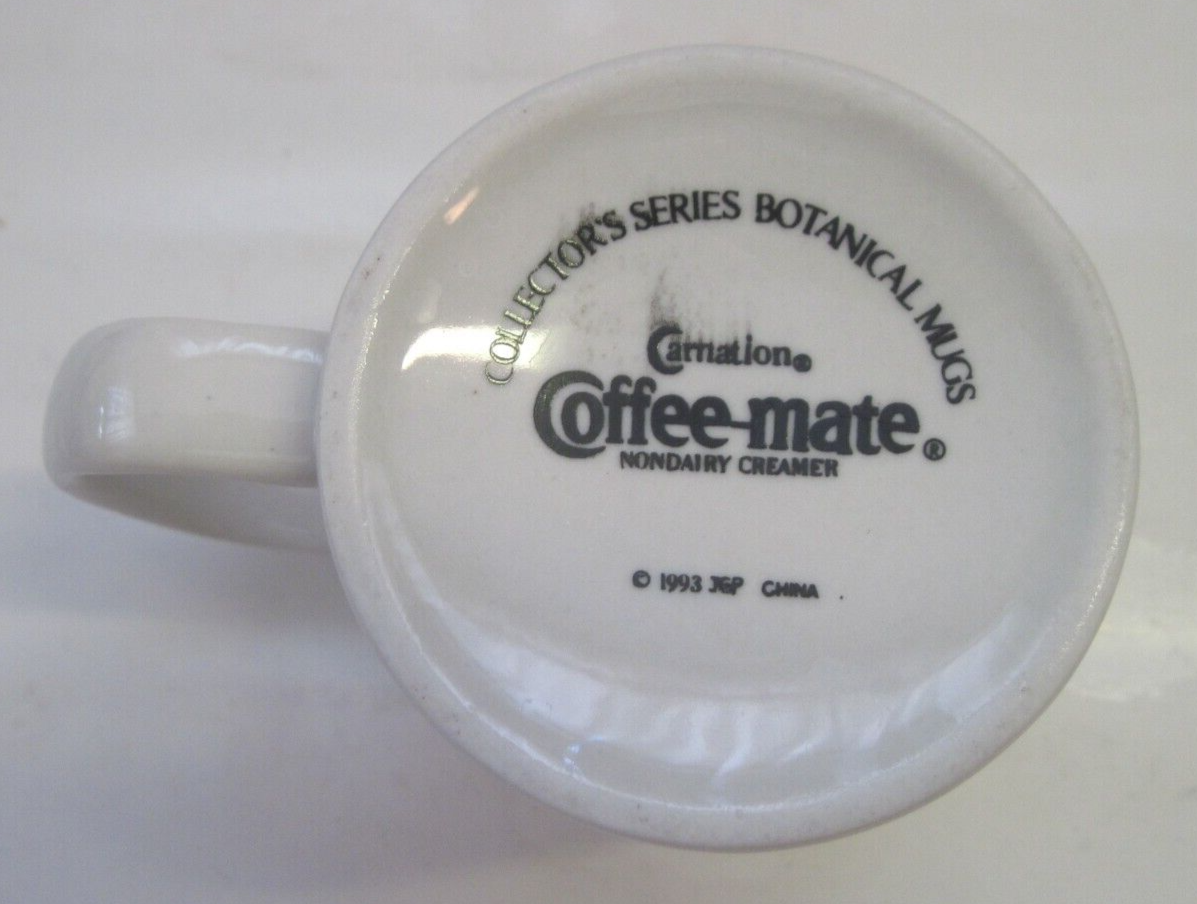 COLLECTOR'S SERIES BOTANICAL MUGS
Carnation®
Coffee-mate®
NONDAIRY CREAMER
© 1993 JGP CHINA